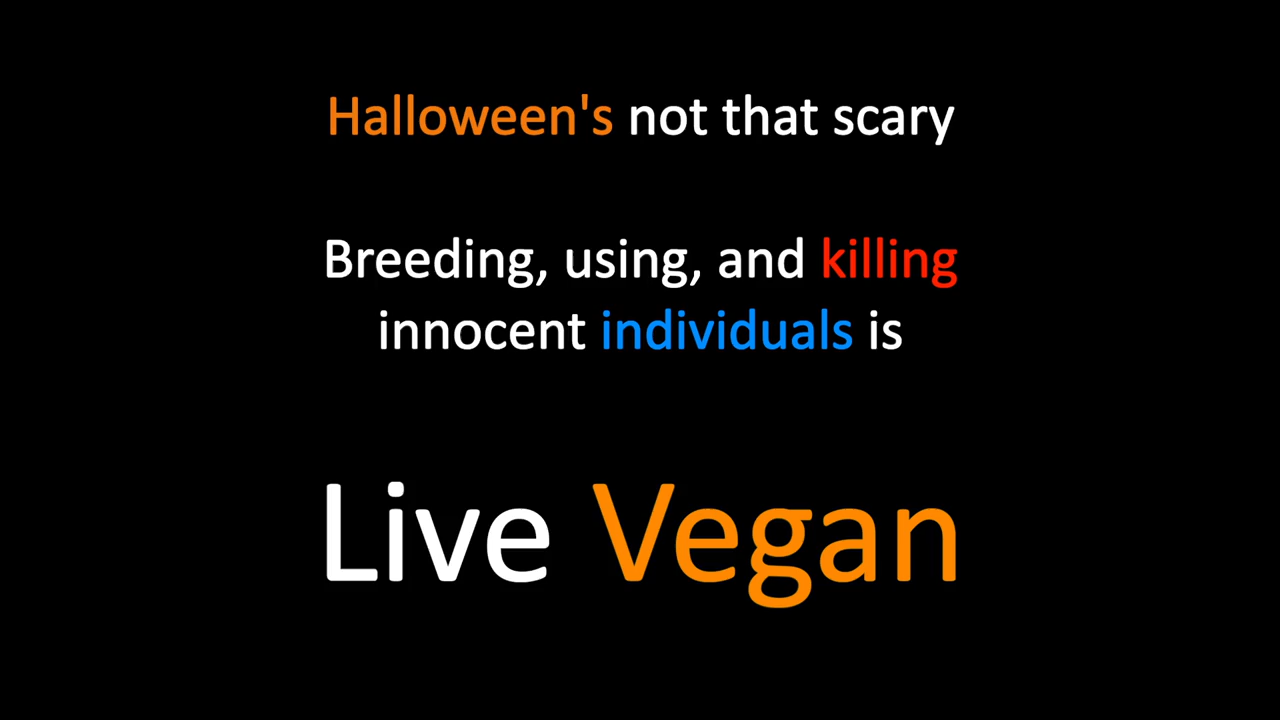 Halloween's not that scary
Breeding, using, and killing
innocent individuals is
Live Vegan